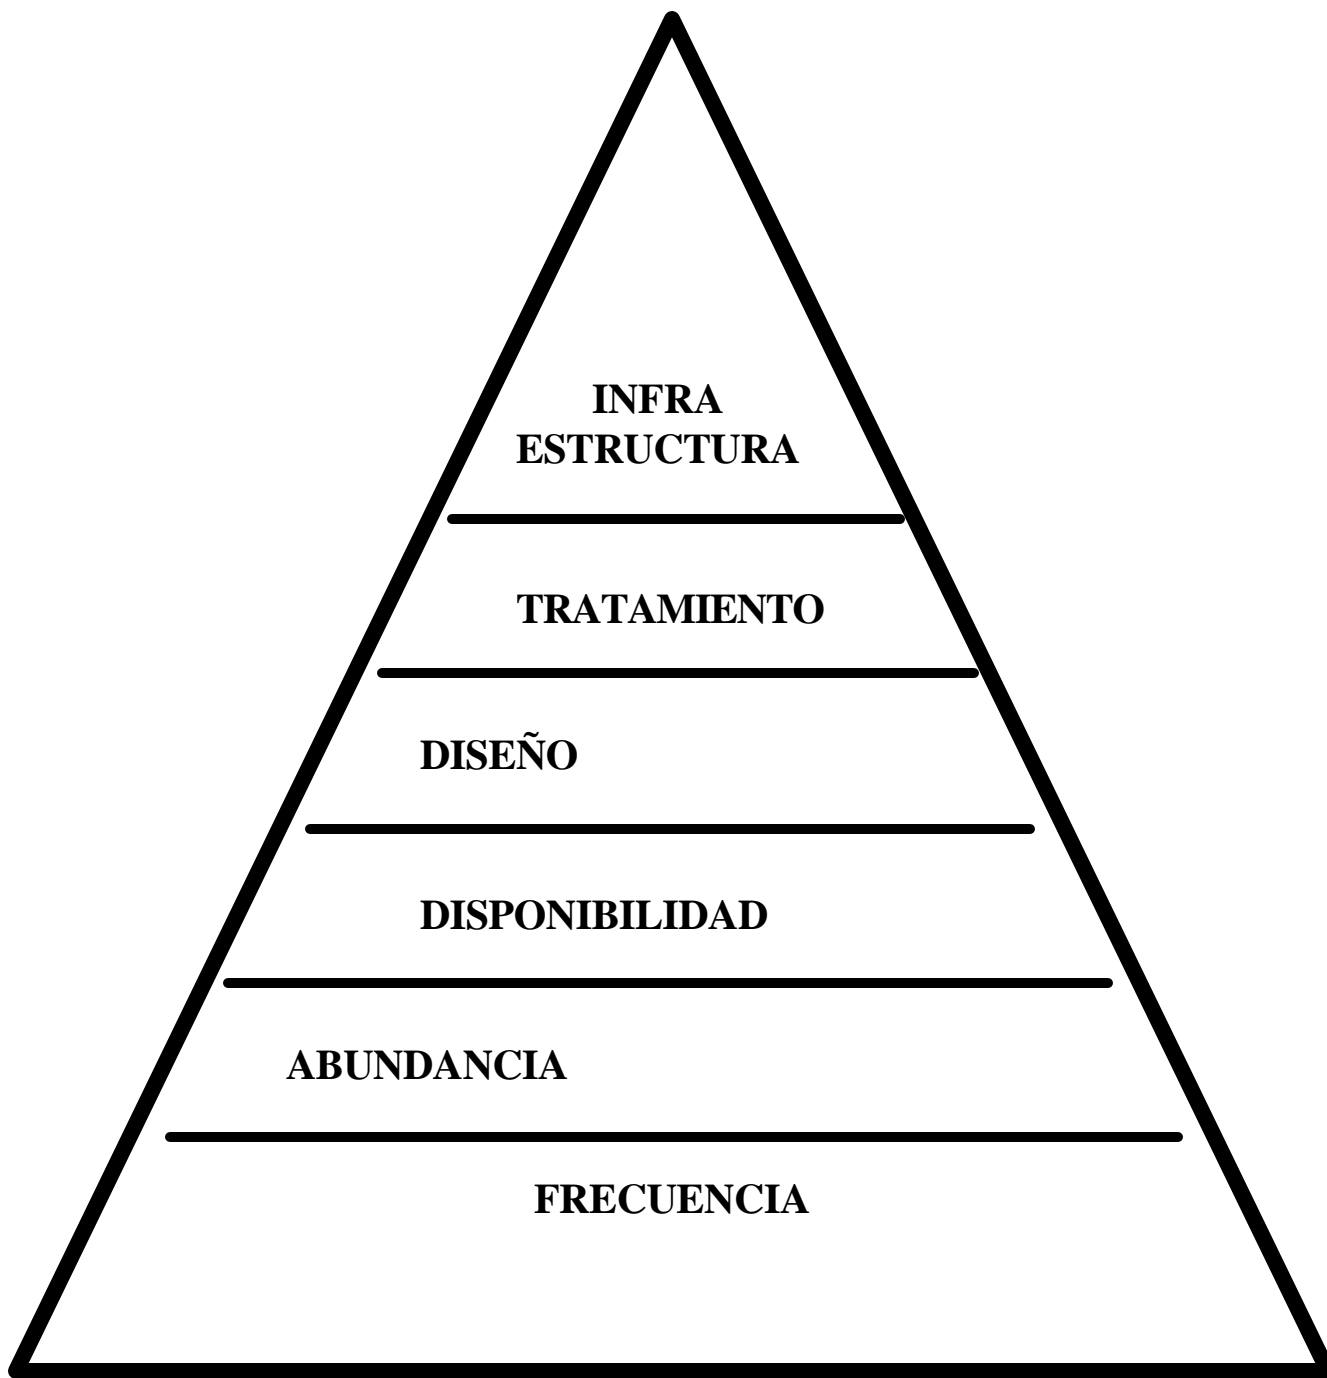 INFRA
ESTRUCTURA
TRATAMIENTO
DISEÑO
DISPONIBILIDAD
ABUNDANCIA
FRECUENCIA